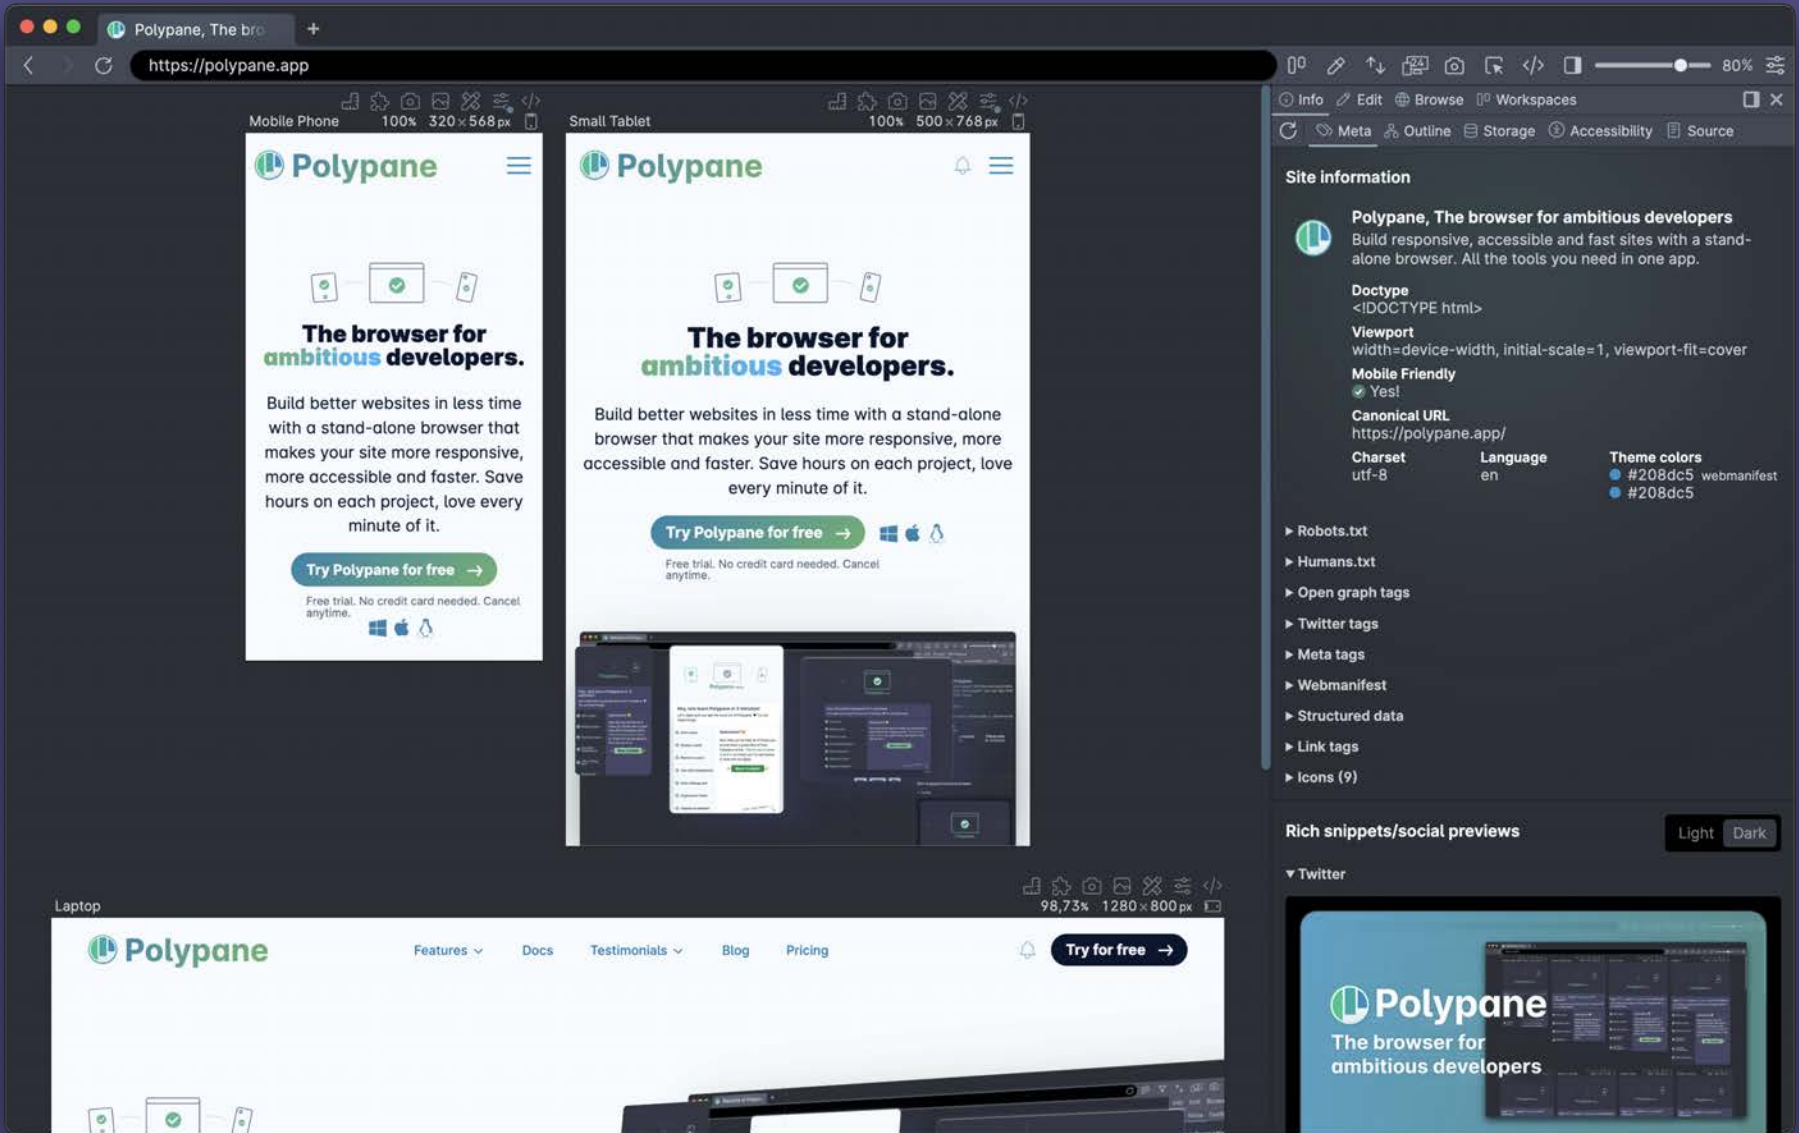 Polypane, The bro
https://polypane.app
24
80%
Info Edit Browse Workspaces
Meta Outline Storage Accessibility Source
Mobile Phone 100% 320×568px
Polypane
The browser for
ambitious developers.
Build better websites in less time
with a stand-alone browser that
makes your site more responsive,
more accessible and faster. Save
hours on each project, love every
minute of it.
Try Polypane for free →
Free trial. No credit card needed. Cancel
anytime.
Small Tablet 100% 500×768px
Polypane
The browser for
ambitious developers.
Build better websites in less time with a stand-alone
browser that makes your site more responsive, more
accessible and faster. Save hours on each project, love
every minute of it.
Try Polypane for free →
Free trial. No credit card needed. Cancel
anytime.
Laptop 98,73% 1280×800px
Polypane
Features Docs Testimonials Blog Pricing
Try for free →
Site information
Polypane, The browser for ambitious developers
Build responsive, accessible and fast sites with a stand-
alone browser. All the tools you need in one app.
Doctype
<!DOCTYPE html>
Viewport
width=device-width, initial-scale=1, viewport-fit=cover
Mobile Friendly
Yes!
Canonical URL
https://polypane.app/
Charset Language Theme colors
utf-8 en #208dc5 webmanifest
#208dc5
Robots.txt
Humans.txt
Open graph tags
Twitter tags
Meta tags
Webmanifest
Structured data
Link tags
Icons (9)
Rich snippets/social previews
Light Dark
Twitter
Polypane
The browser for
ambitious developers